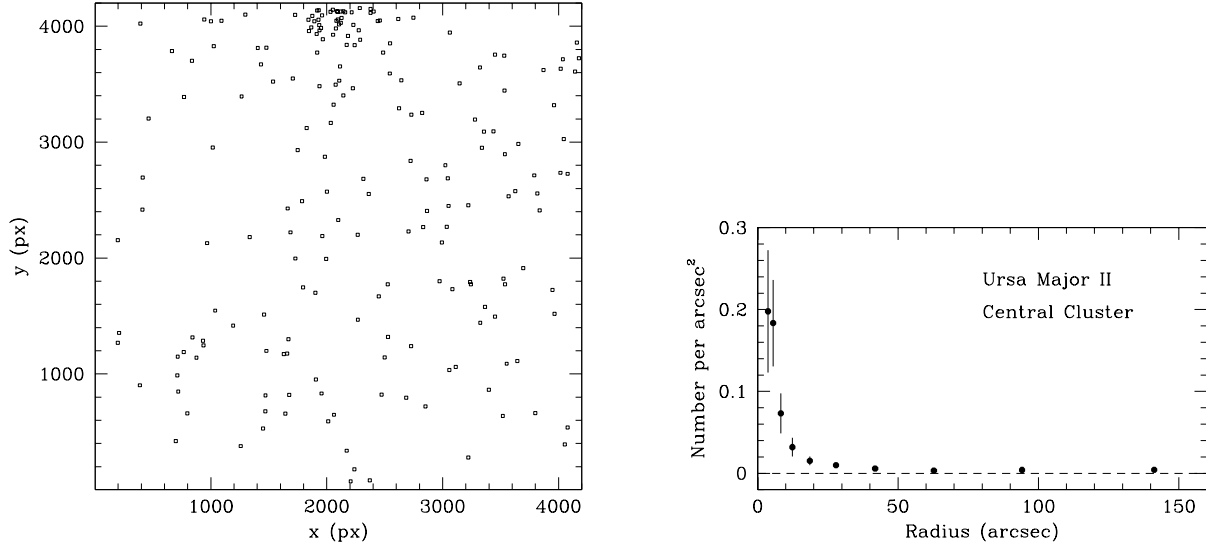 4000
3000
2000
1000
y (px)
1000 2000 3000 4000
x (px)
0.3
0.2
0.1
0
Number per arcsec²
Ursa Major II
Central Cluster
0 50 100 150
Radius (arcsec)